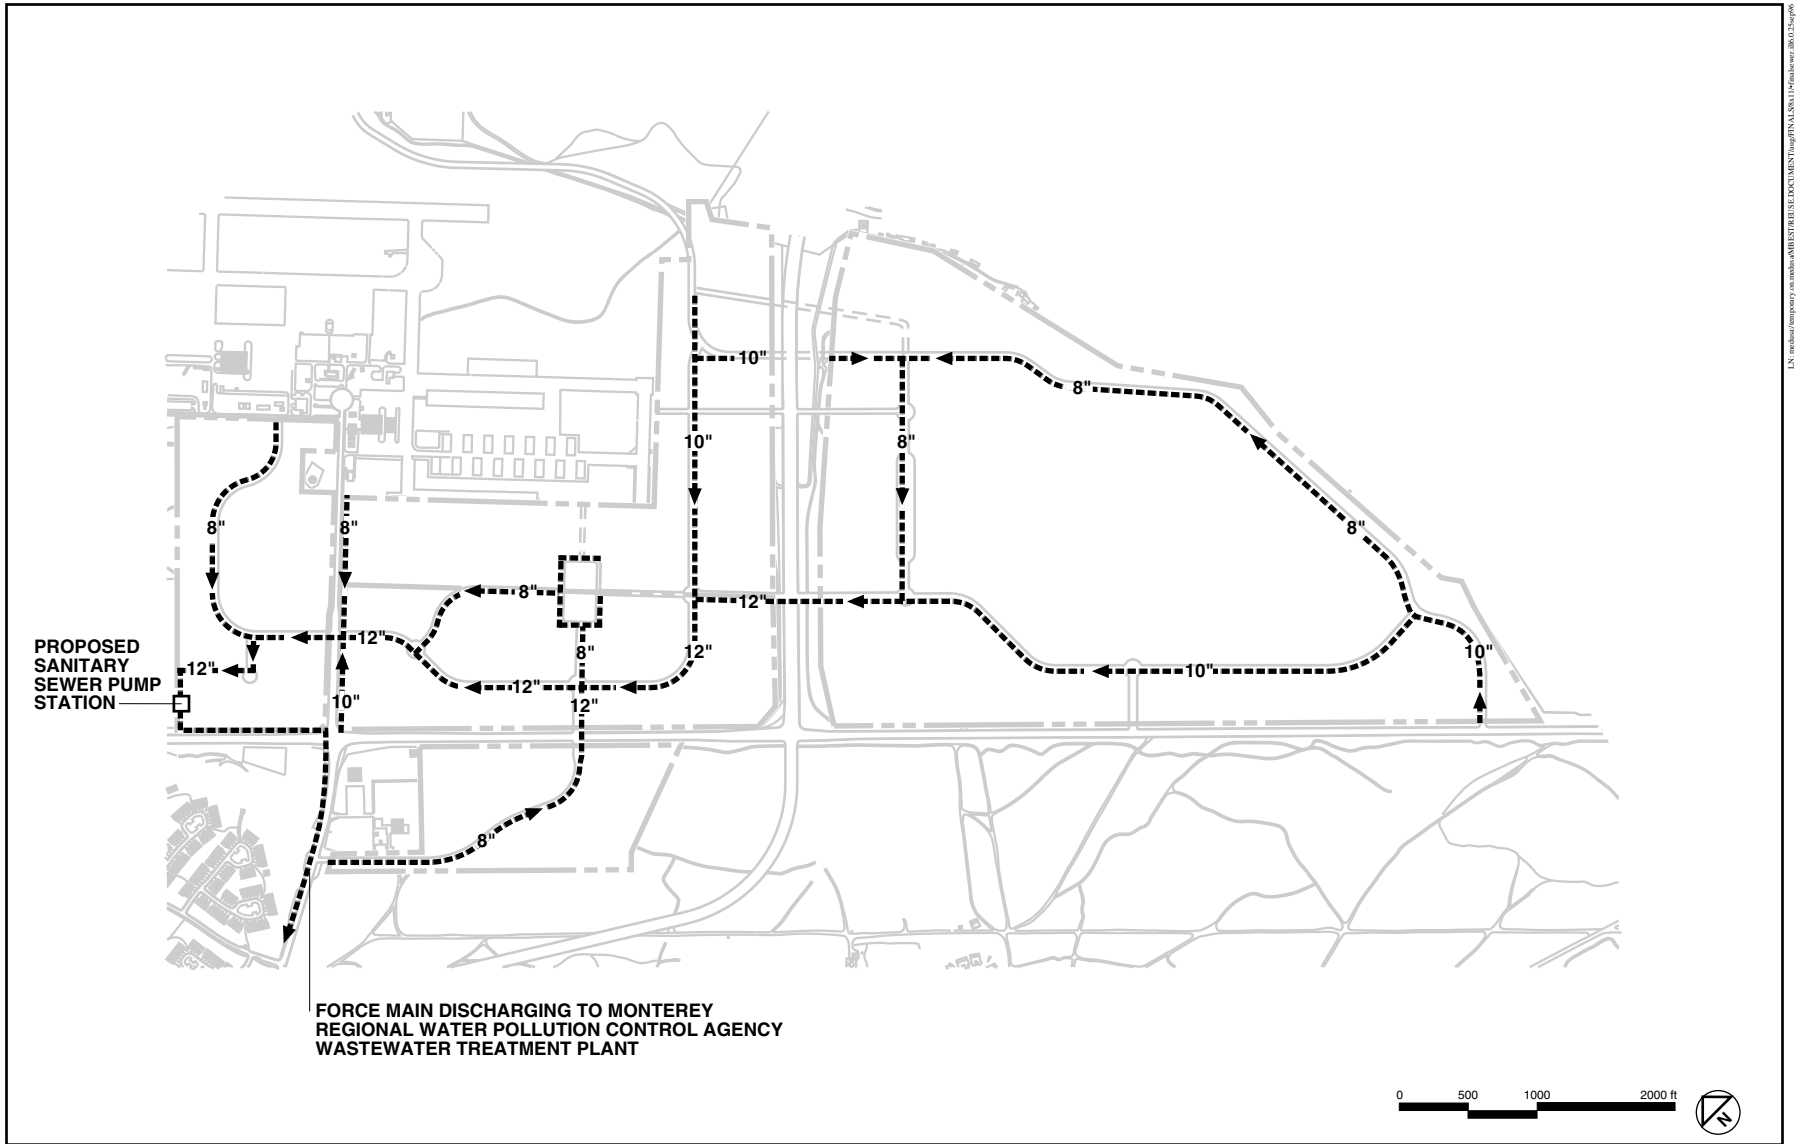 10"
8"
10"
8"
8"
8"
8"
8"
12"
12"
10"
10"
12"
8"
12"
12"
12"
10"
12"
8"
PROPOSED
SANITARY
SEWER PUMP
STATION
FORCE MAIN DISCHARGING TO MONTEREY
REGIONAL WATER POLLUTION CONTROL AGENCY
WASTEWATER TREATMENT PLANT
0 500 1000 2000 ft
N